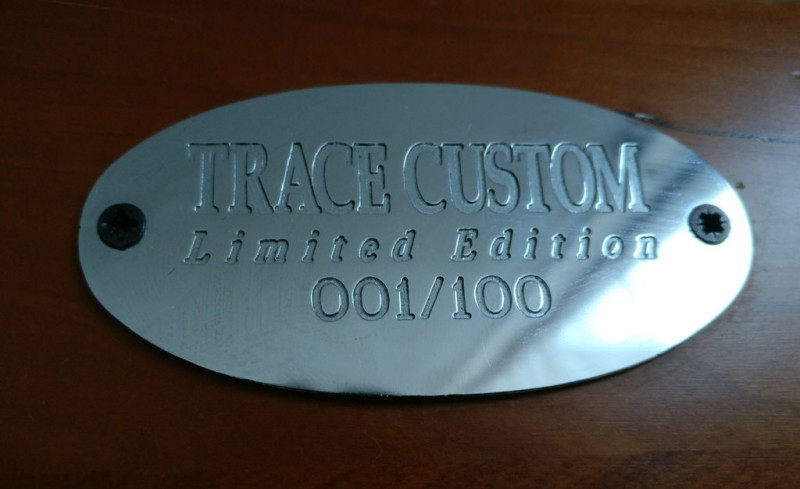 TRACE CUSTOM
Limited Edition
001/100